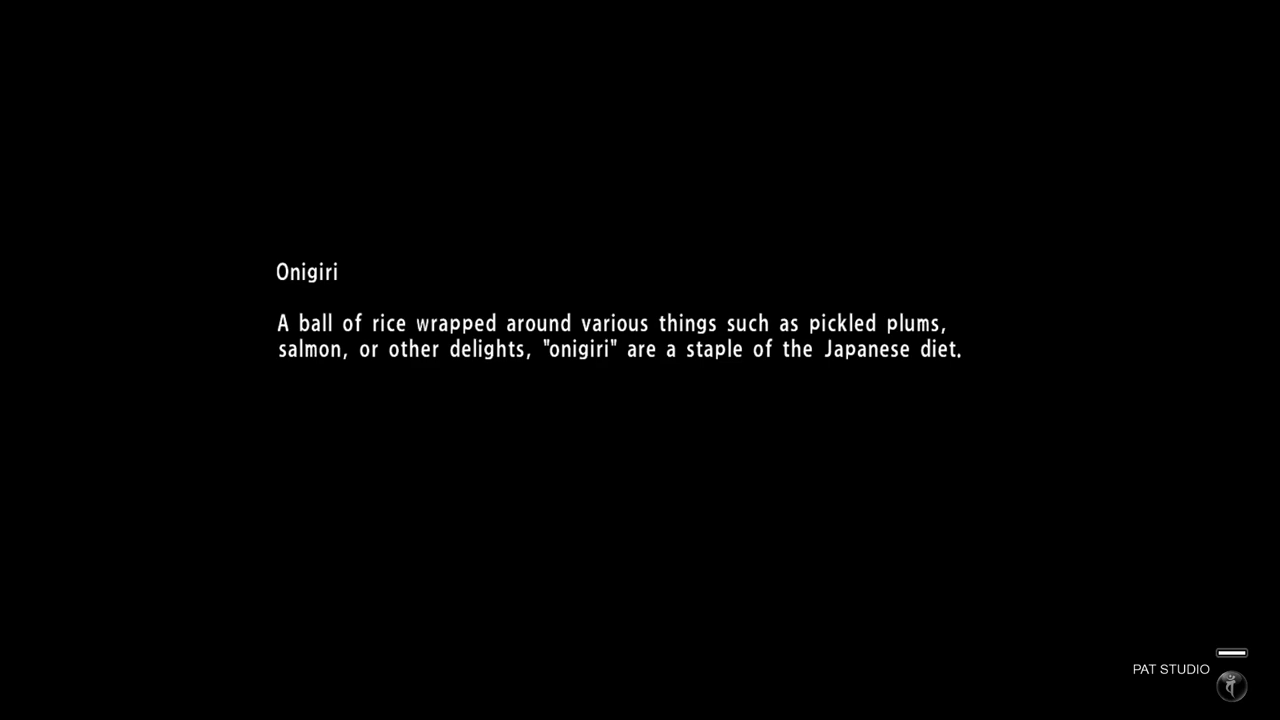 Onigiri
A ball of rice wrapped around various things such as pickled plums,
salmon, or other delights, "onigiri" are a staple of the Japanese diet.
PAT STUDIO